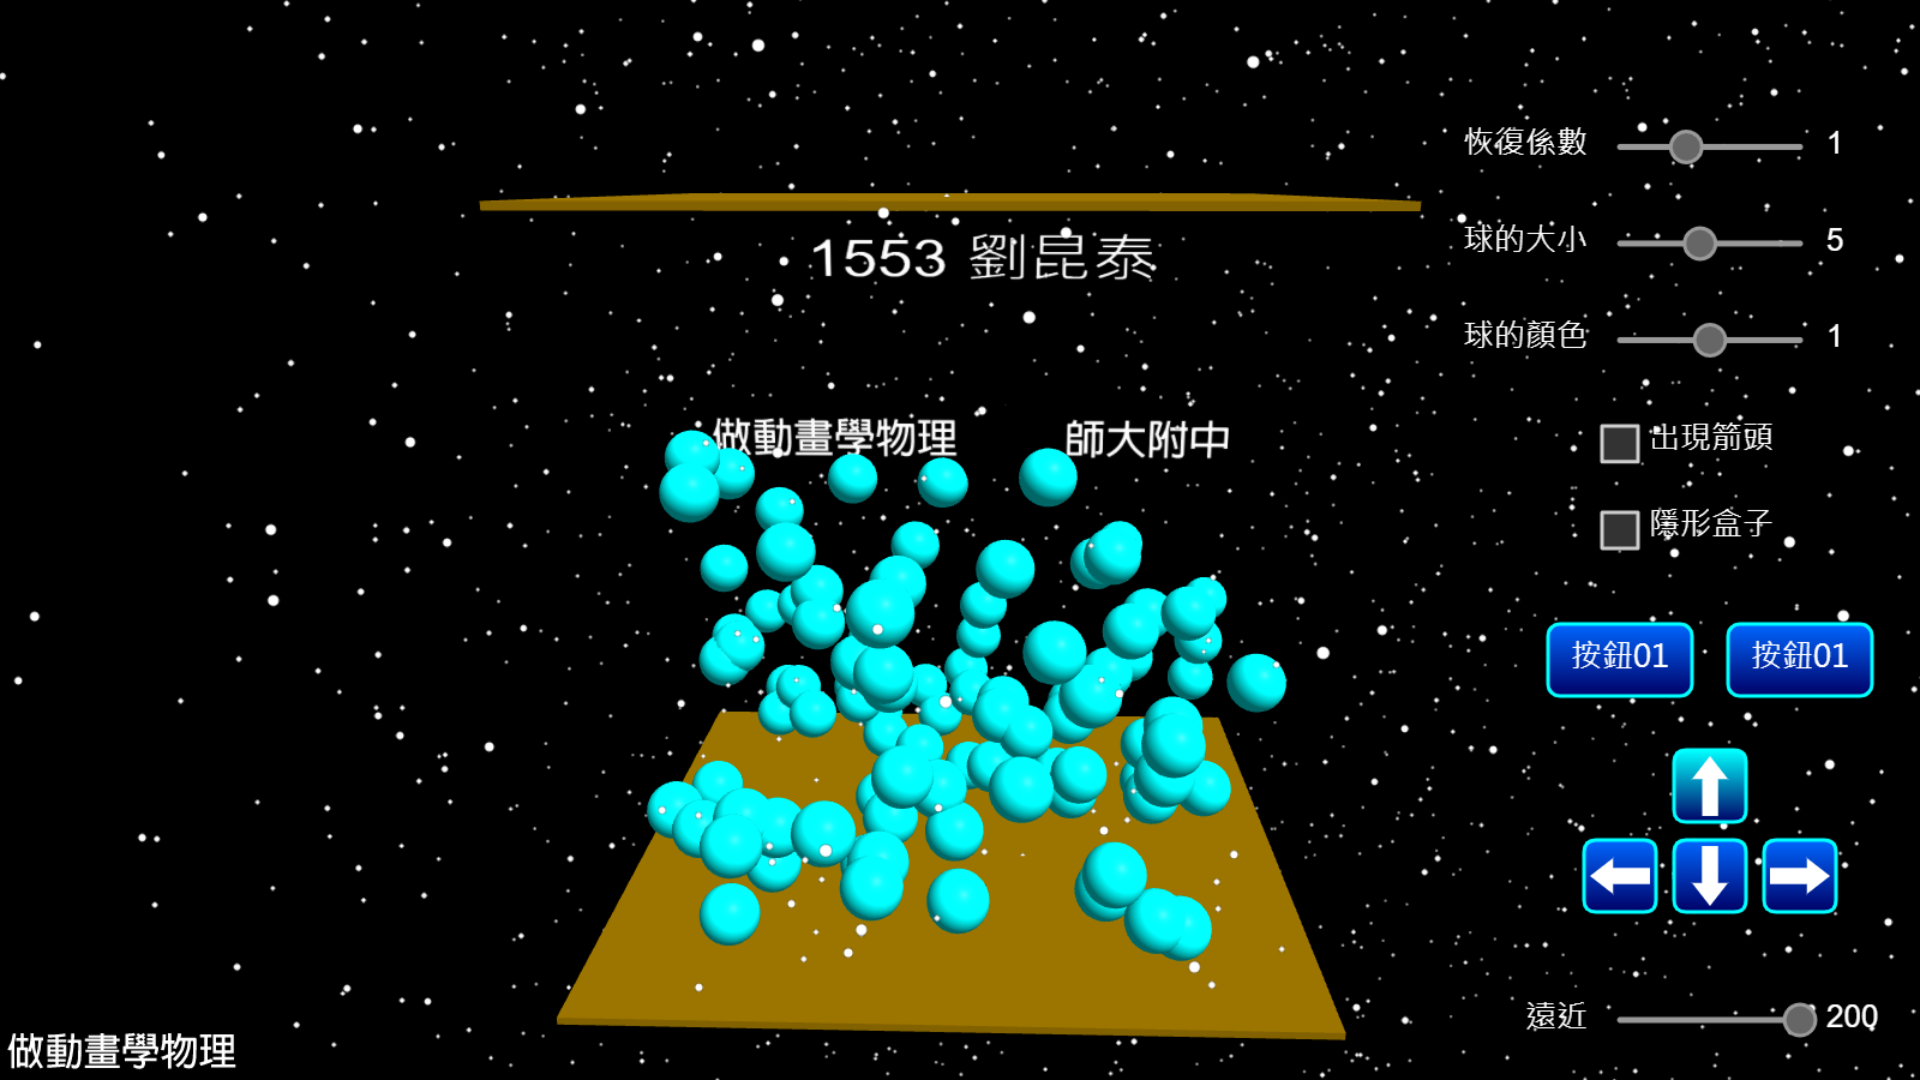 恢復係數 1
1553 劉昆泰
球的大小 5
球的顏色 1
做動畫學物理 師大附中
出現箭頭
隱形盒子
按鈕01 按鈕01
遠近 200
做動畫學物理